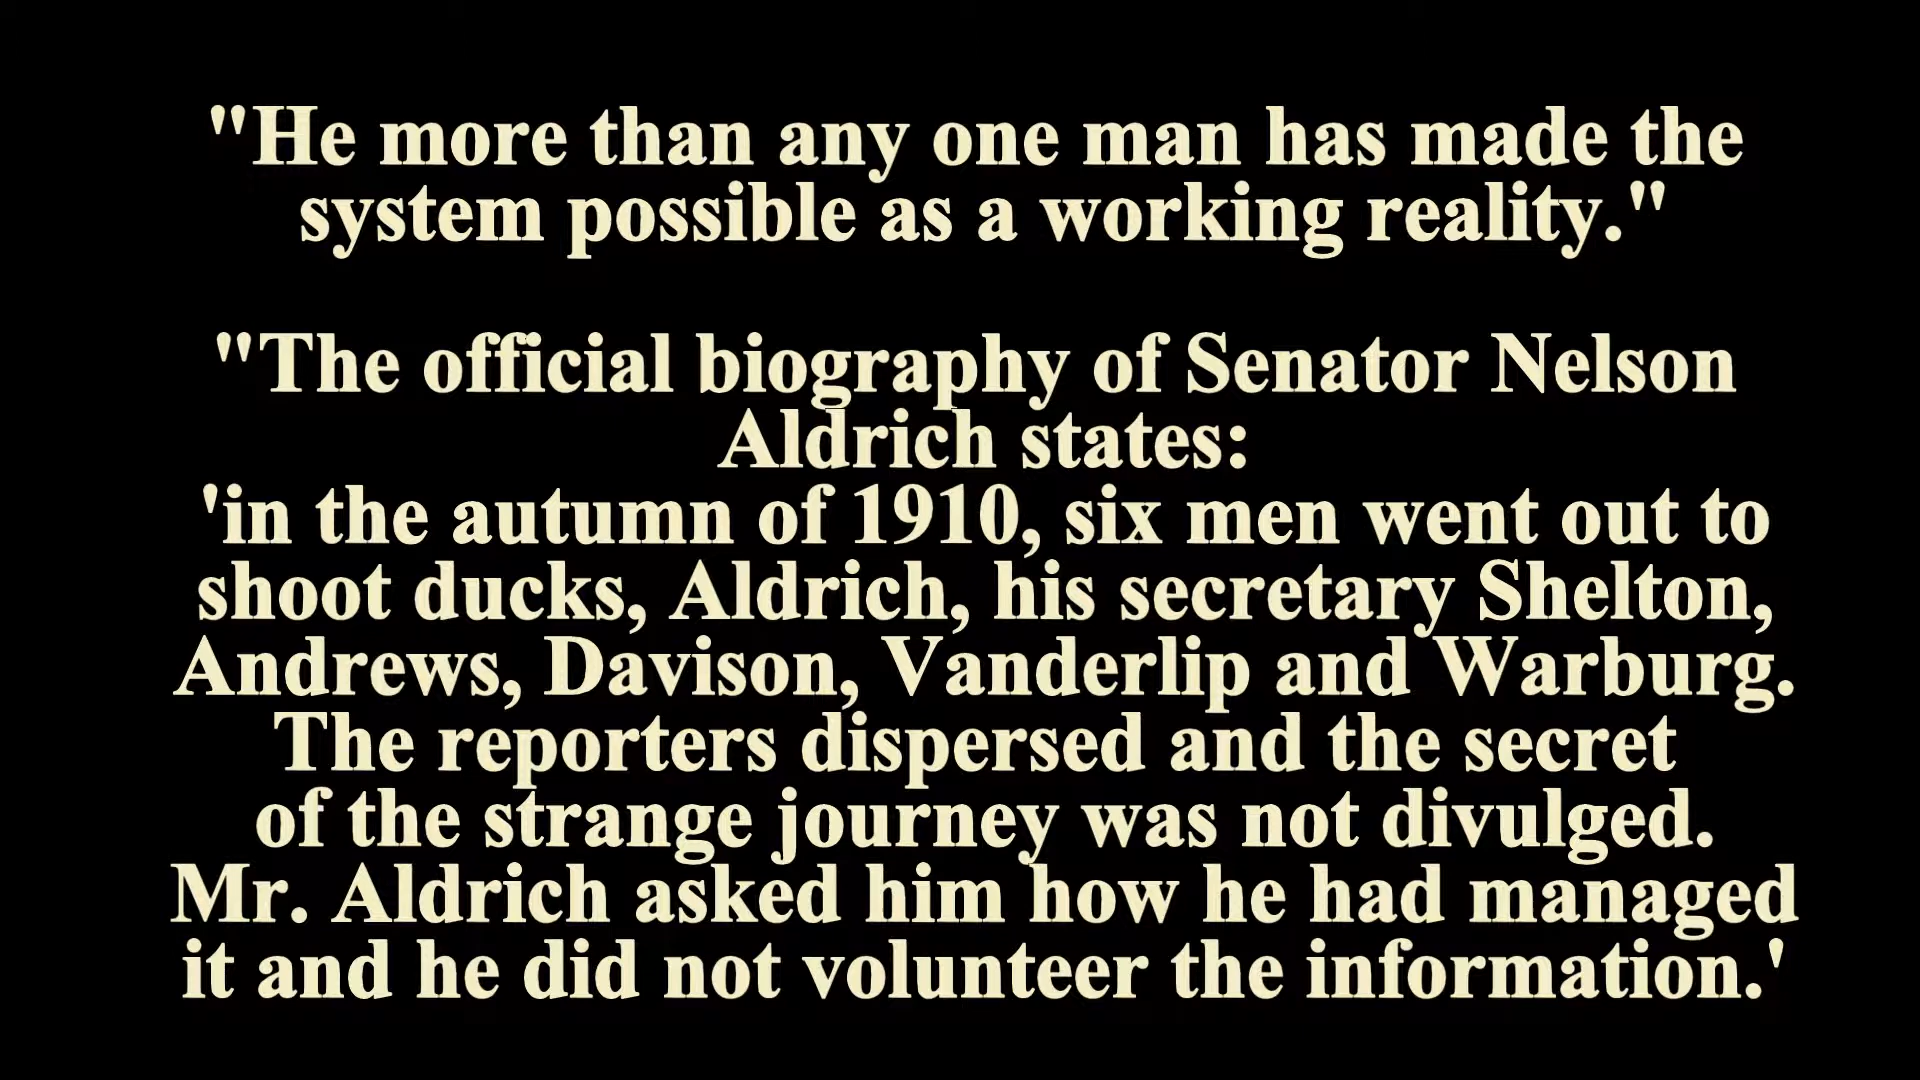 "He more than any one man has made the
system possible as a working reality."
"The official biography of Senator Nelson
Aldrich states:
'in the autumn of 1910, six men went out to
shoot ducks, Aldrich, his secretary Shelton,
Andrews, Davison, Vanderlip and Warburg.
The reporters dispersed and the secret
of the strange journey was not divulged.
Mr. Aldrich asked him how he had managed
it and he did not volunteer the information.'